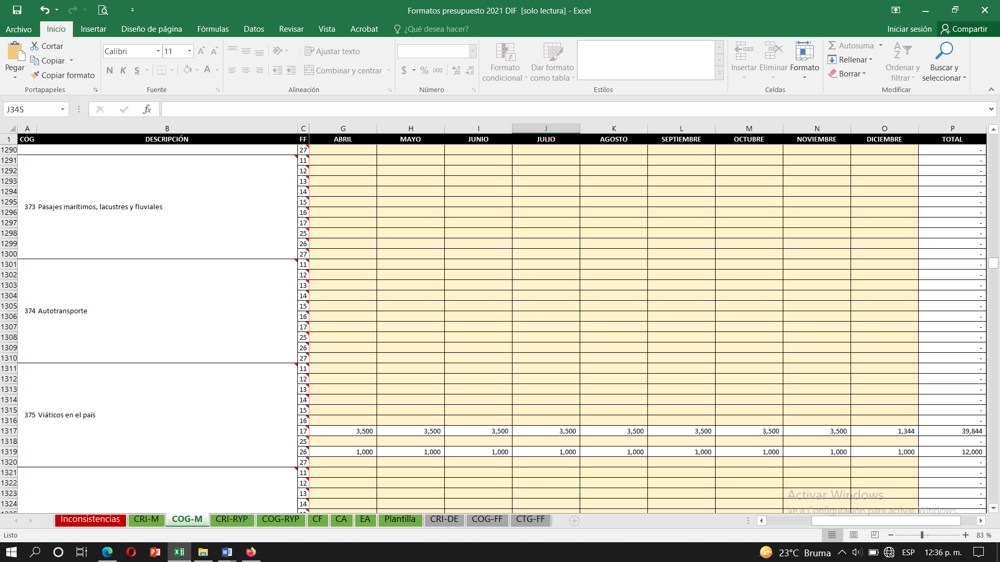 Formatos presupuesto 2021 DIF [solo lectura] - Excel
Archivo Inicio Insertar Diseño de página Fórmulas Datos Revisar Vista Acrobat ¿Qué desea hacer? Iniciar sesión Compartir
Pegar Cortar Copiar Copiar formato Portapapeles
Calibri 11 N K S Fuente
Ajustar texto Combinar y centrar Alineación
$ % 000 Número
Formato condicional Dar formato como tabla Estilos
Insertar Eliminar Formato Celdas
Autosuma Rellenar Borrar Ordenar y filtrar Buscar y seleccionar Modificar
J345 fx
A B C G H I J K L M N O P
1 COG DESCRIPCIÓN FF ABRIL MAYO JUNIO JULIO AGOSTO SEPTIEMBRE OCTUBRE NOVIEMBRE DICIEMBRE TOTAL
1290 27 -
1291 11 -
1292 12 -
1293 13 -
1294 14 -
1295 15 -
373 Pasajes marítimos, lacustres y fluviales
1296 16 -
1297 17 -
1298 25 -
1299 26 -
1300 27 -
1301 11 -
1302 12 -
1303 13 -
1304 14 -
1305 15 -
374 Autotransporte
1306 16 -
1307 17 -
1308 25 -
1309 26 -
1310 27 -
1311 11 -
1312 12 -
1313 13 -
1314 14 -
1315 15 -
375 Viáticos en el país
1316 16 -
1317 17 3,500 3,500 3,500 3,500 3,500 3,500 3,500 3,500 1,344 39,844
1318 25 -
1319 26 1,000 1,000 1,000 1,000 1,000 1,000 1,000 1,000 1,000 12,000
1320 27 -
1321 11 -
1322 12 -
1323 13 -
1324 14 -
Activar Windows
Ve a Configuración para activar Windows.
Inconsistencias CRI-M COG-M CRI-RYP COG-RYP CF CA EA Plantilla CRI-DE COG-FF CTG-FF
Listo 83 %
23°C Bruma ESP 12:36 p. m.